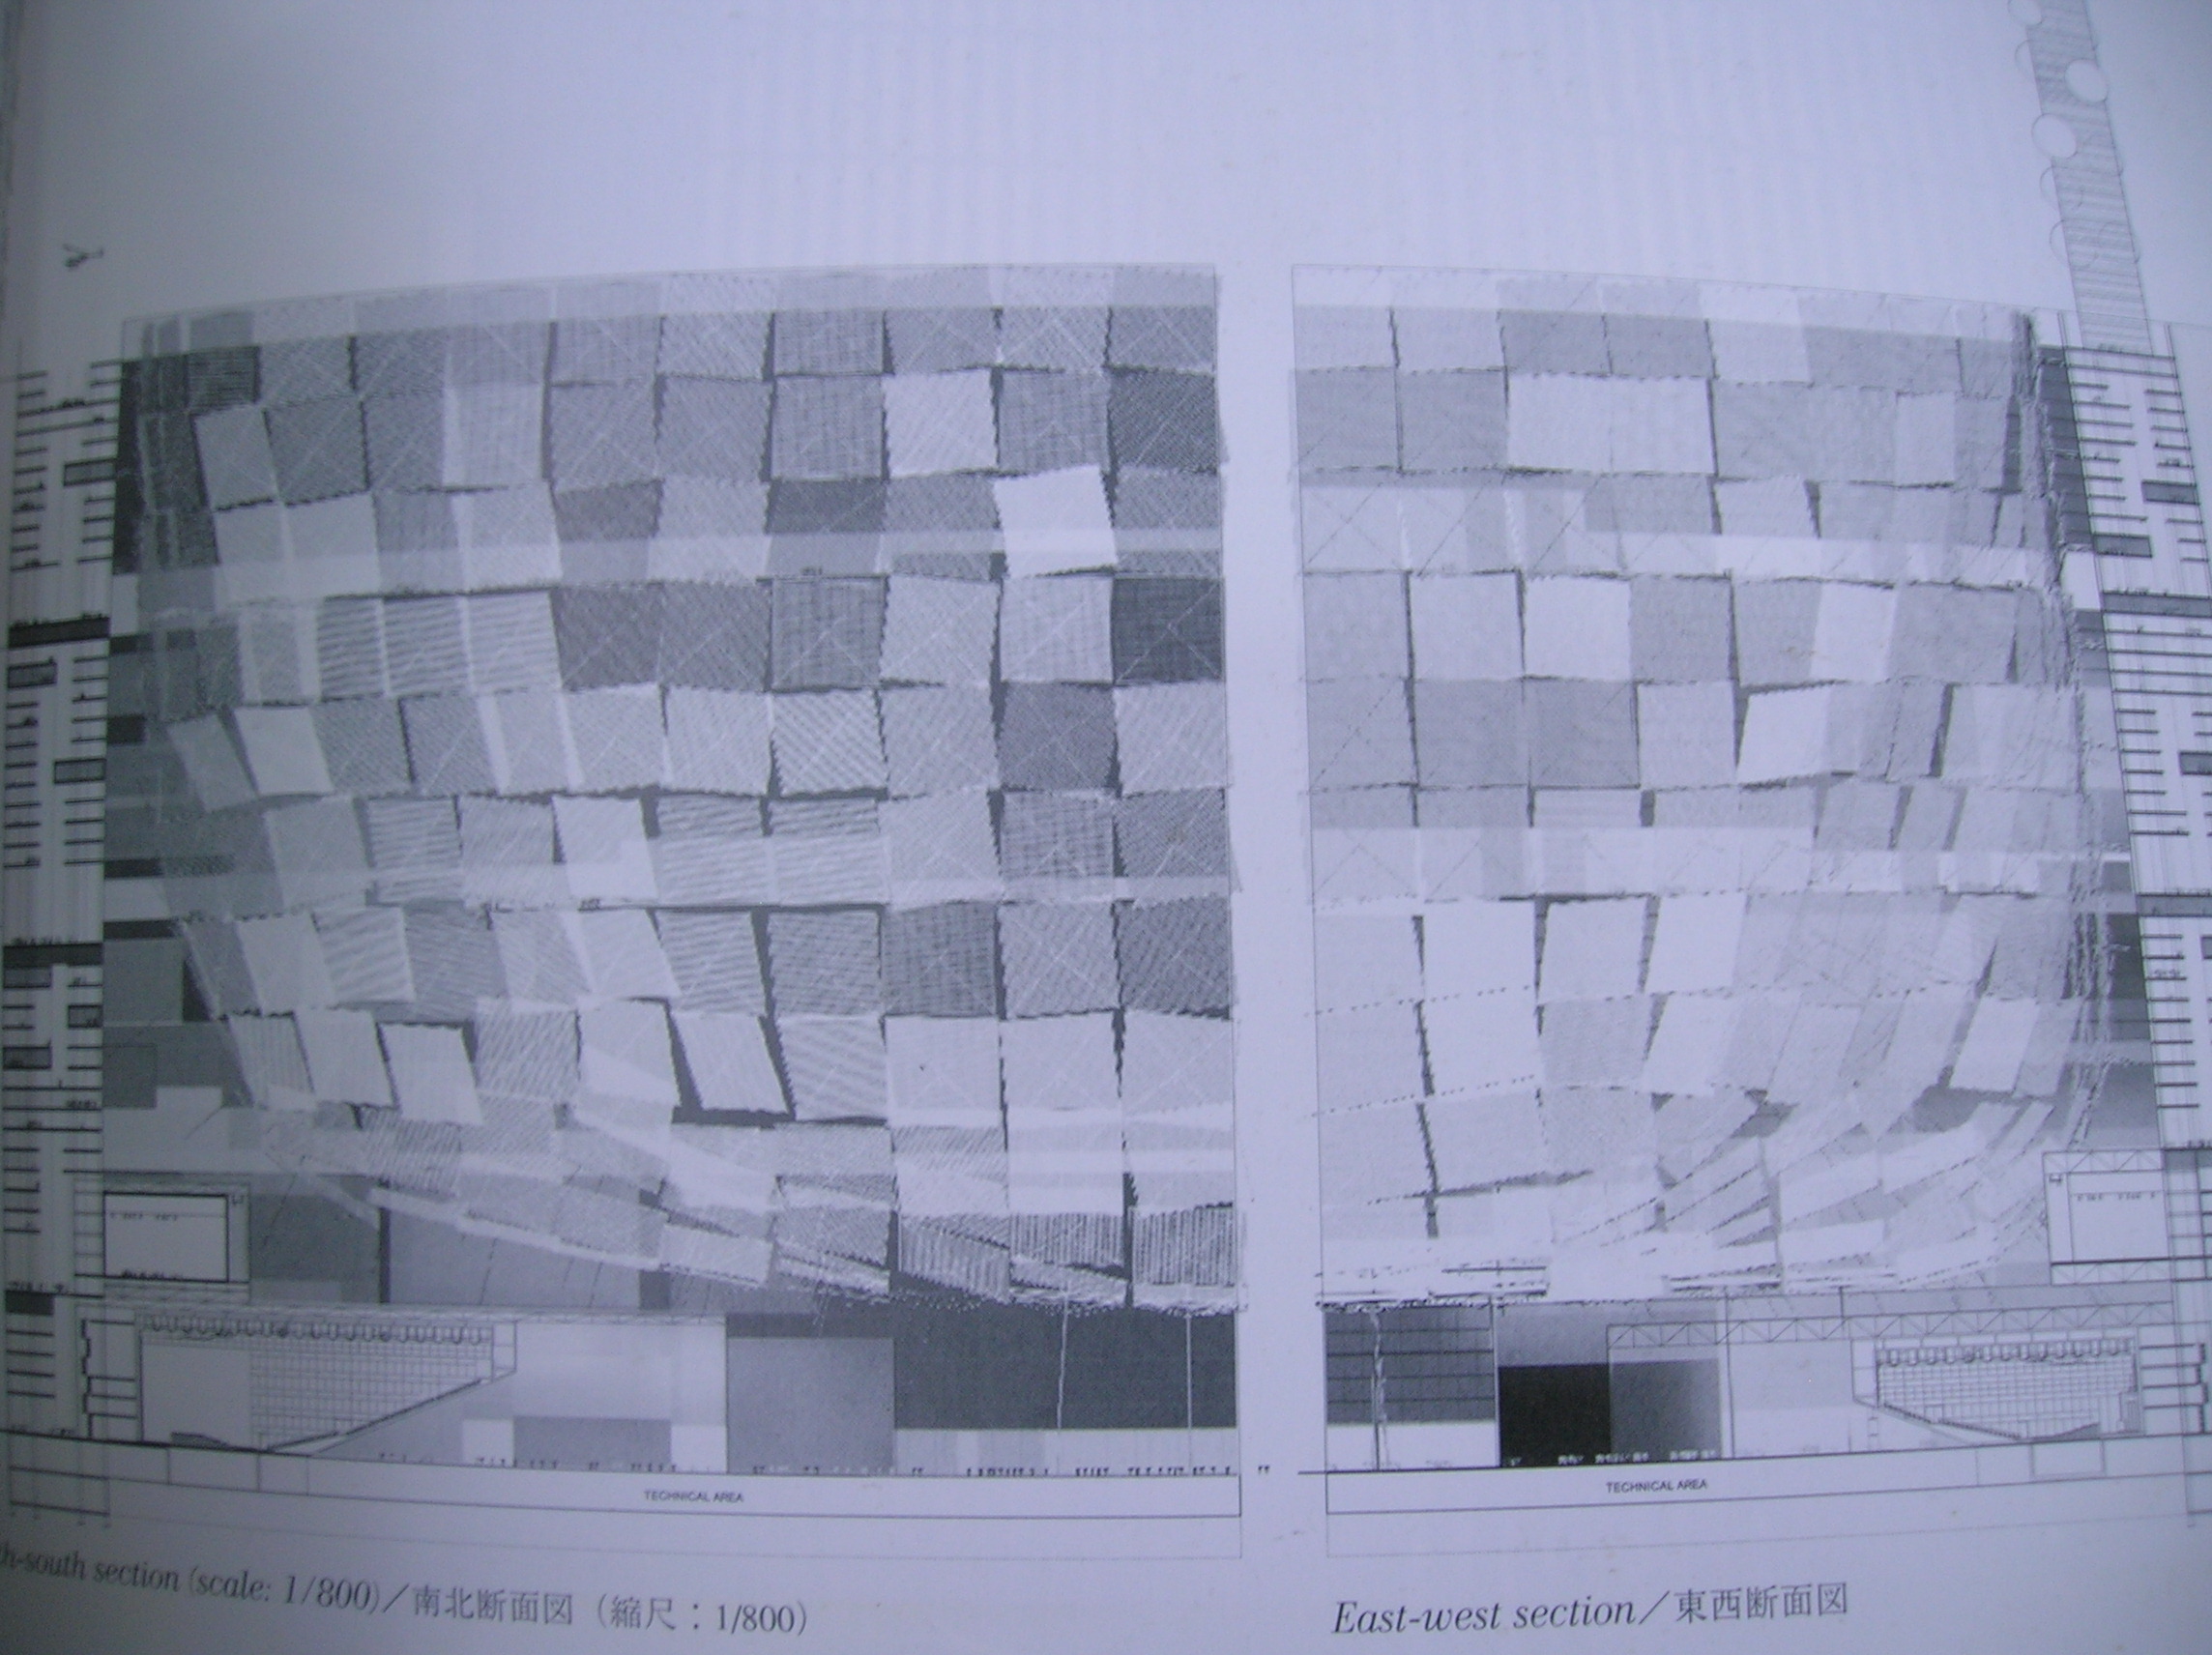 TECHNICAL AREA
TECHNICAL AREA
h-south section (scale: 1/800)／南北断面図（縮尺：1/800）
East-west section／東西断面図